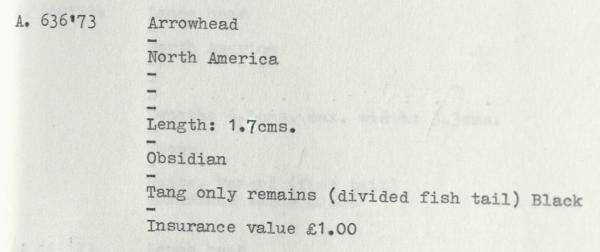 A. 636'73 Arrowhead
-
North America
-
-
-
Length: 1.7cms.
-
Obsidian
-
Tang only remains (divided fish tail) Black
-
Insurance value £1.00